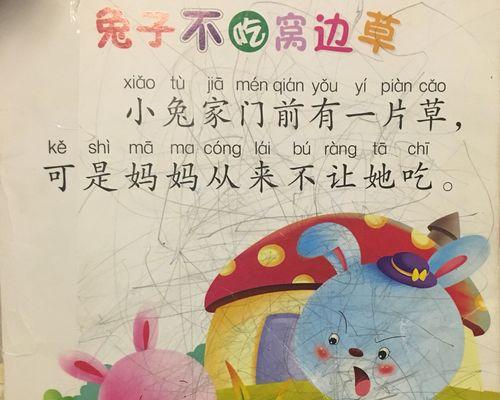 兔子不吃窝边草
xiǎo tù jiā mén qián yǒu yí piàn cǎo
小兔家门前有一片草，
kě shì mā ma cóng lái bú ràng tā chī
可是妈妈从来不让她吃。